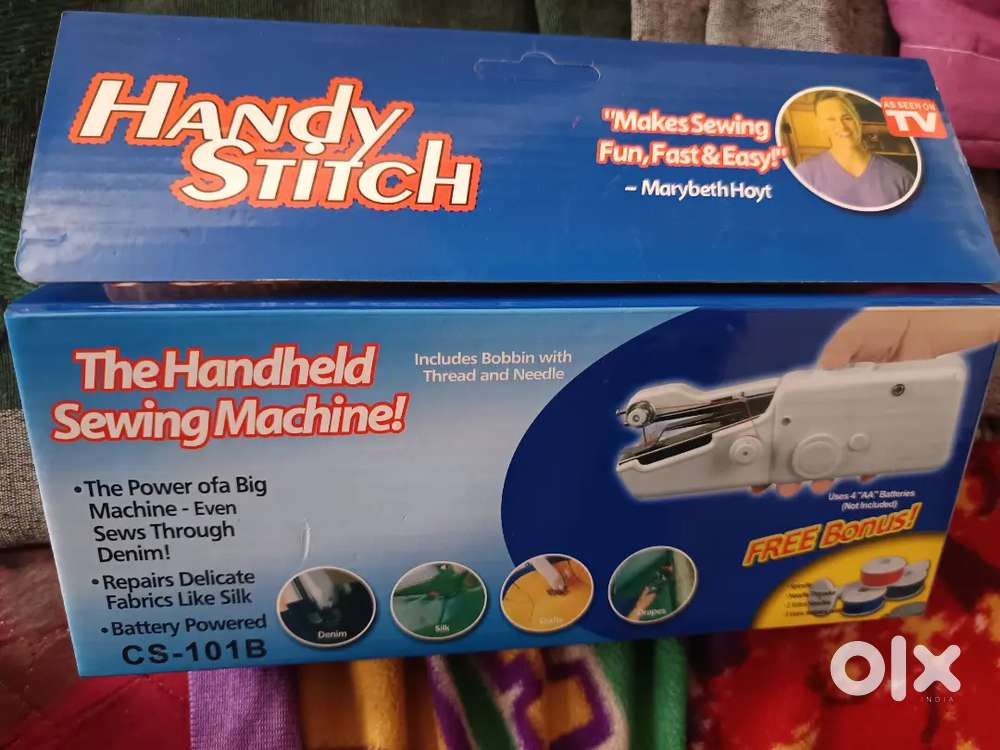 HANdy
STiTcH
"Makes Sewing
Fun, Fast & Easy!"
~ Marybeth Hoyt
AS SEEN ON
TV
The Handheld
Sewing Machine!
Includes Bobbin with
Thread and Needle
• The Power ofa Big
Machine - Even
Sews Through
Denim!
• Repairs Delicate
Fabrics Like Silk
• Battery Powered
CS-101B
Denim
Silk
Crafts
Drapes
Uses 4 "AA" Batteries
(Not Included)
FREE Bonus!
olx
INDIA